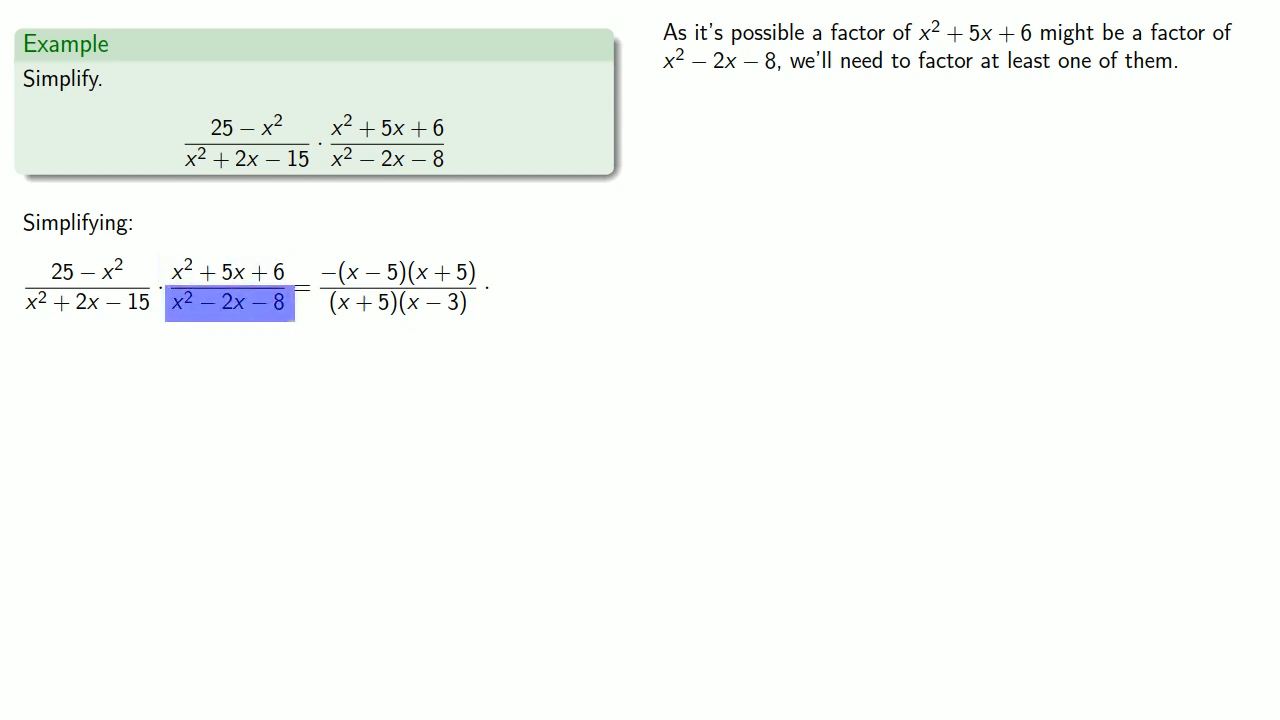 Example
Simplify.
25 − x² / x² + 2x − 15 · x² + 5x + 6 / x² − 2x − 8
Simplifying:
25 − x² / x² + 2x − 15 · x² + 5x + 6 / x² − 2x − 8 = −(x − 5)(x + 5) / (x + 5)(x − 3) ·
As it's possible a factor of x² + 5x + 6 might be a factor of
x² − 2x − 8, we'll need to factor at least one of them.